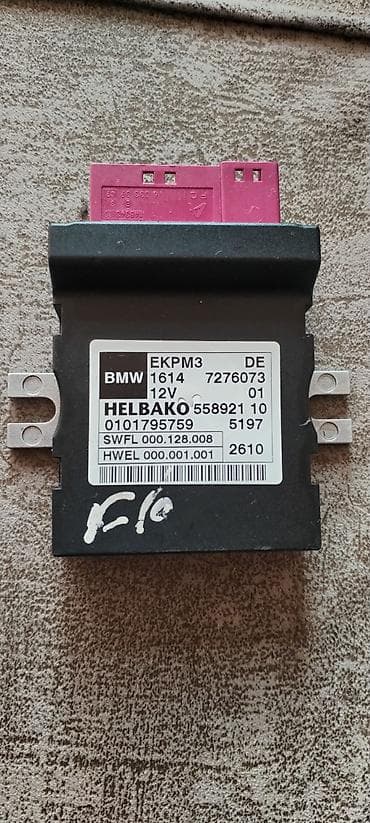 EKPM3 DE
BMW 1614 7276073
12V 01
HELBAKO 558921 10
0101795759 5197
SWFL 000.128.008
HWEL 000.001.001 2610
F10